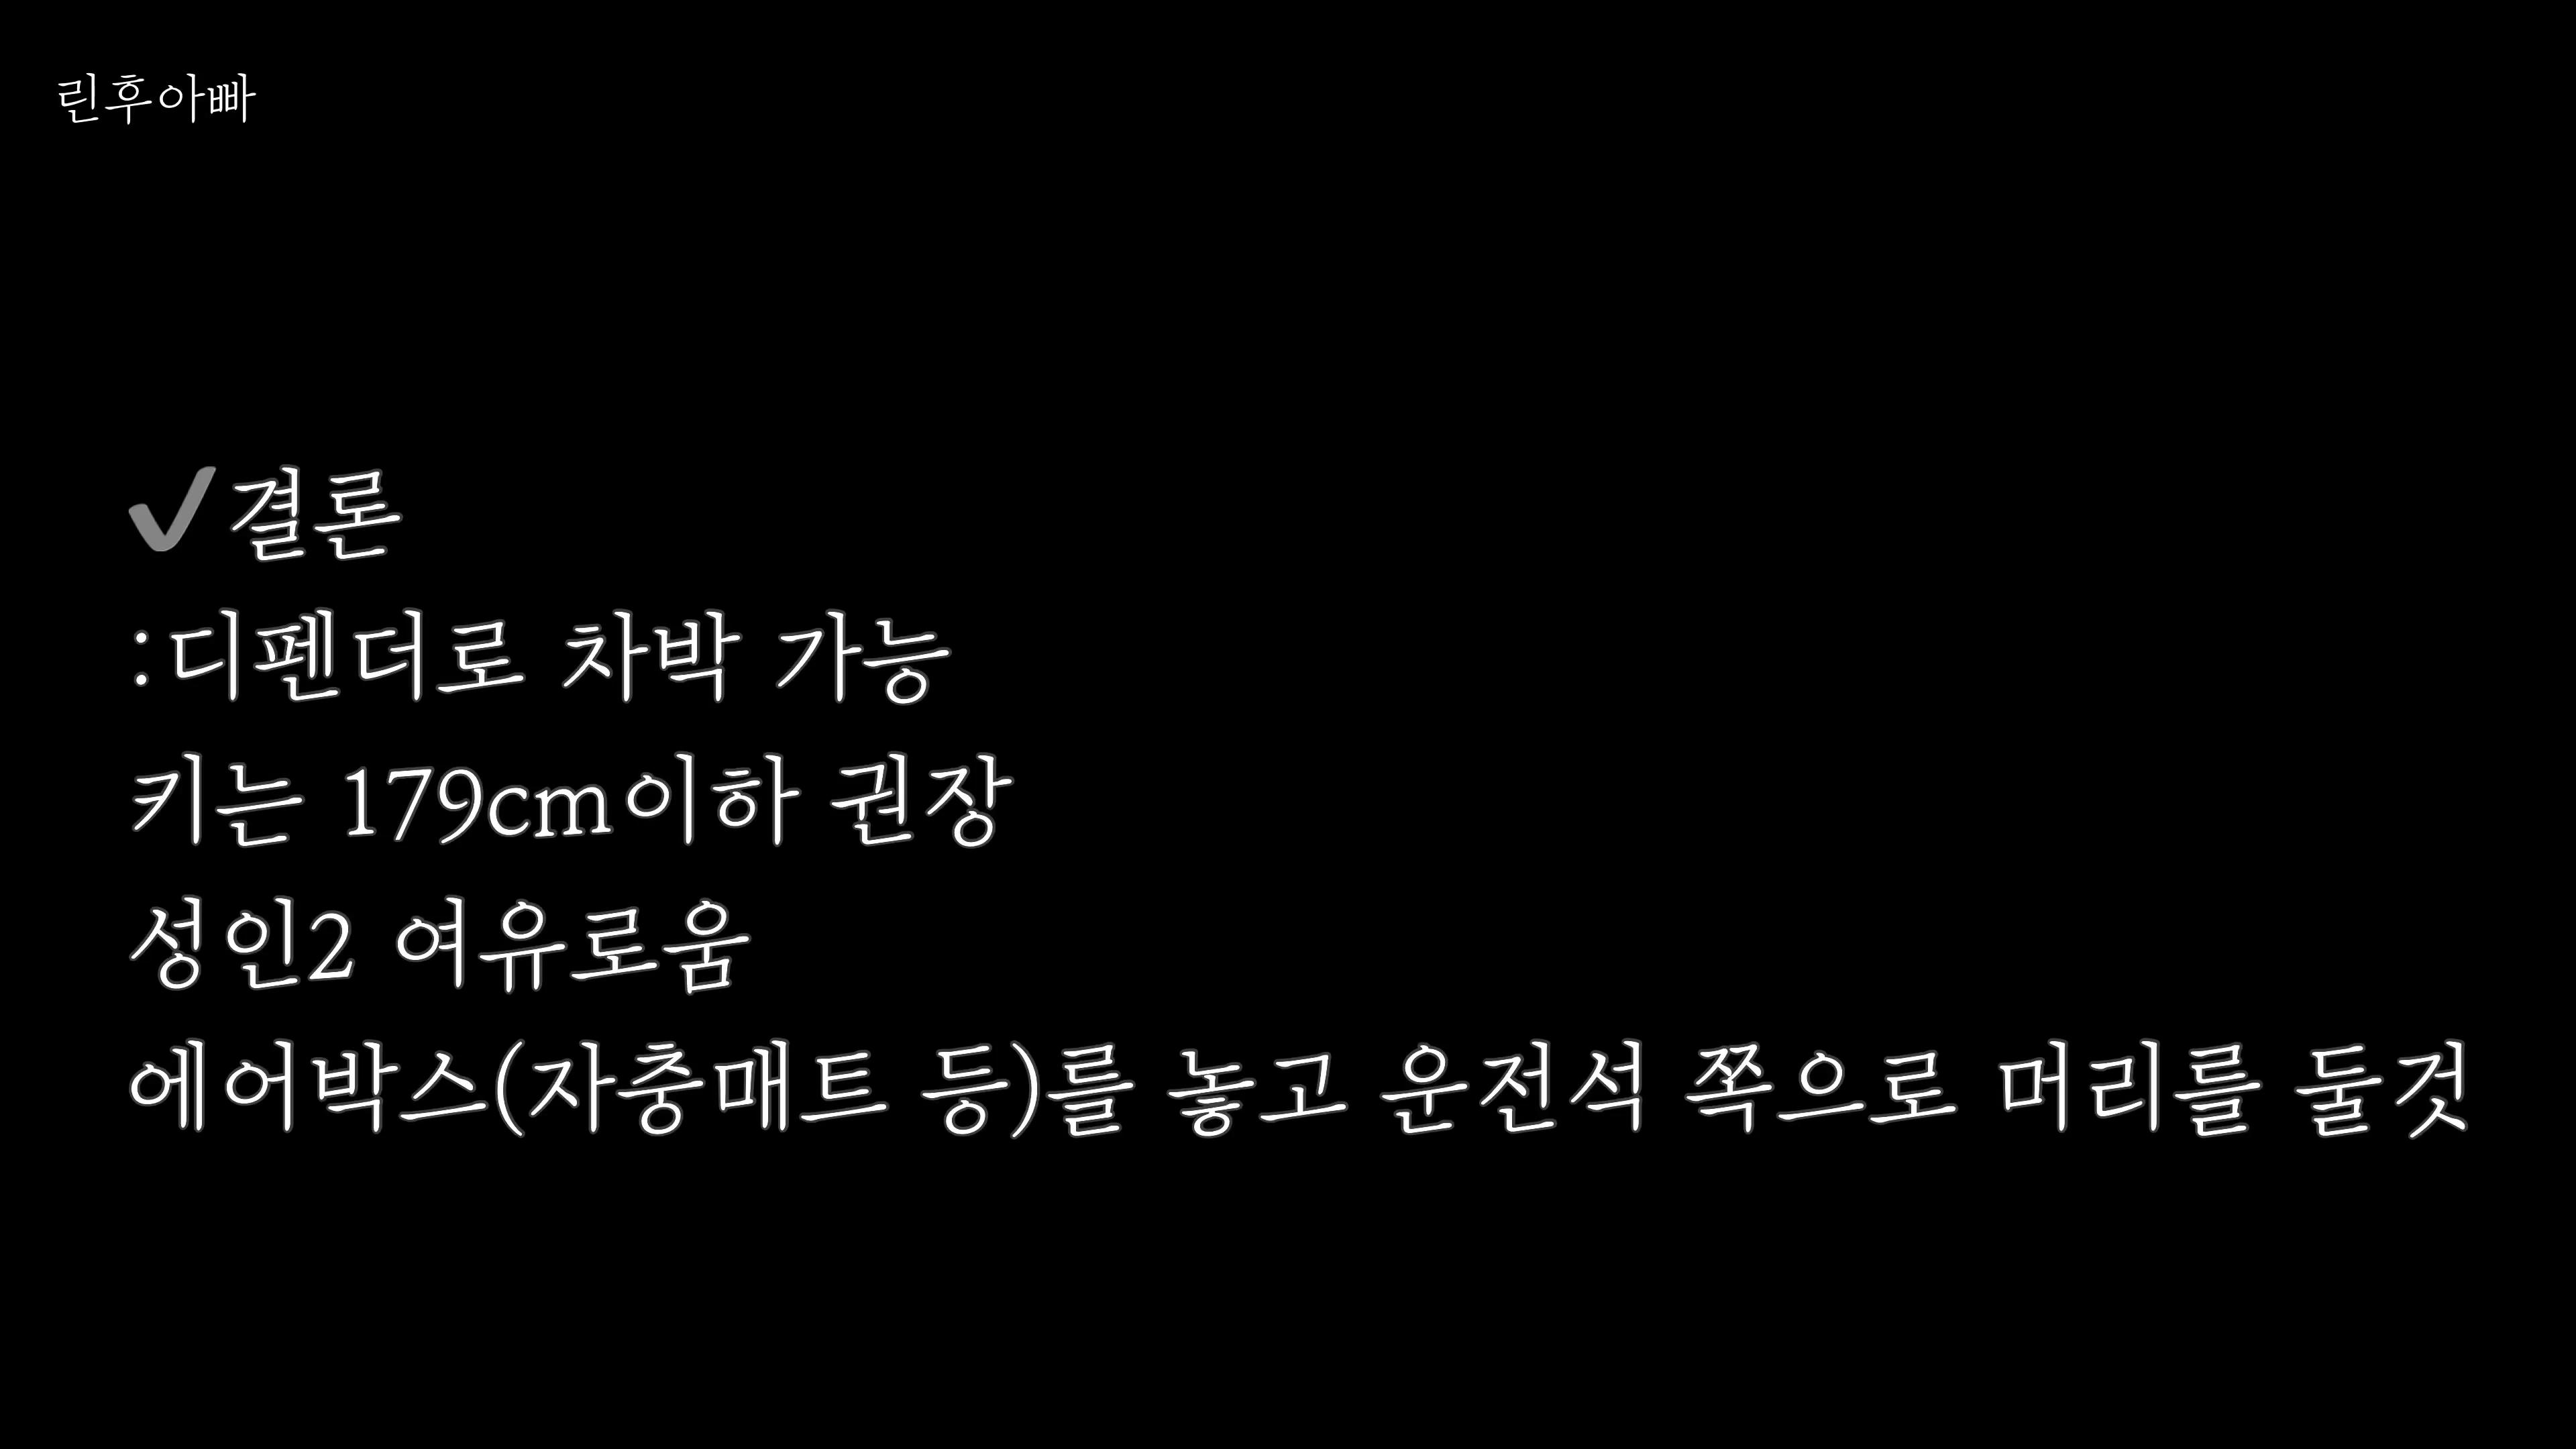 린후아빠
✔결론
:디펜더로 차박 가능
키는 179cm이하 권장
성인2 여유로움
에어박스(자충매트 등)를 놓고 운전석 쪽으로 머리를 둘것